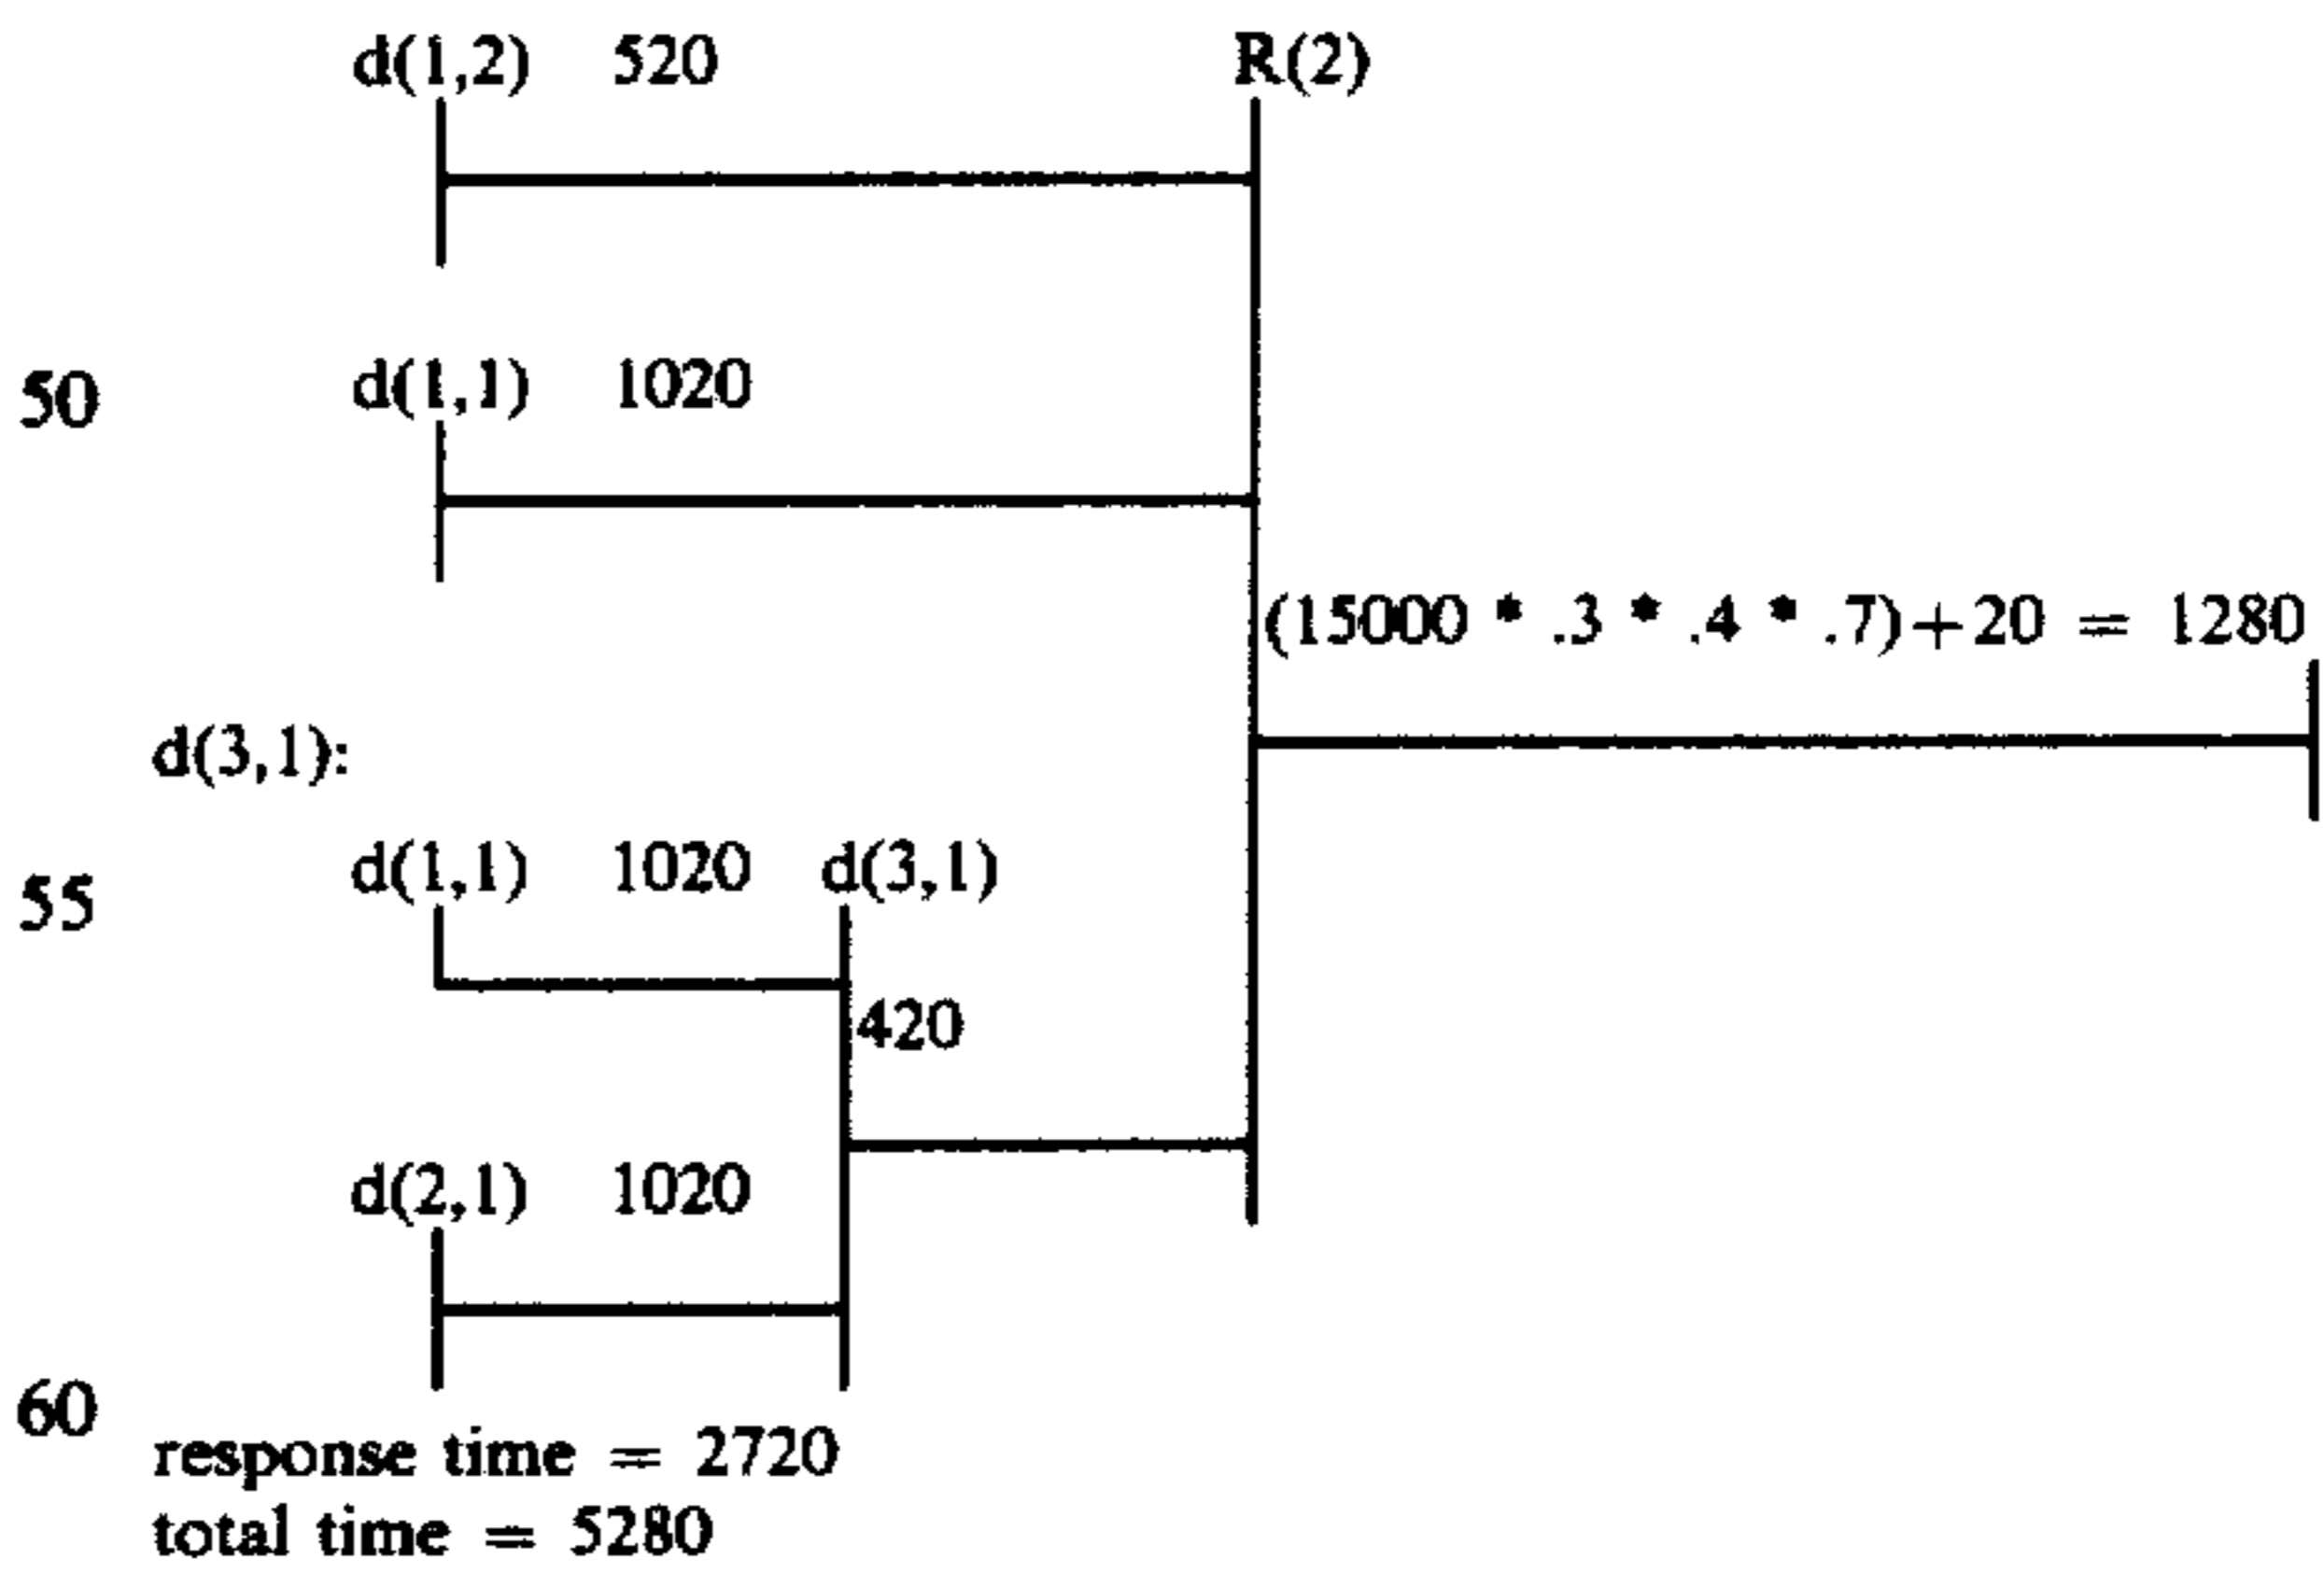 d(1,2) 520 R(2)
50 d(1,1) 1020
(15000 * .3 * .4 * .7)+20 = 1280
d(3,1):
55 d(1,1) 1020 d(3,1)
420
d(2,1) 1020
60
response time = 2720
total time = 5280